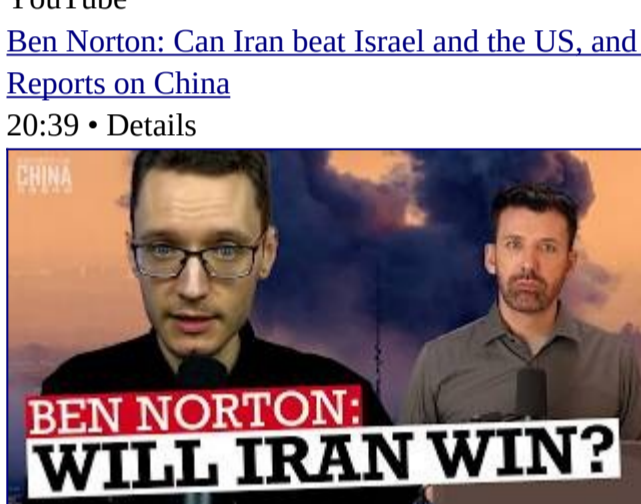 YouTube
Ben Norton: Can Iran beat Israel and the US, and
Reports on China
20:39 • Details
CHINA
BEN NORTON:
WILL IRAN WIN?